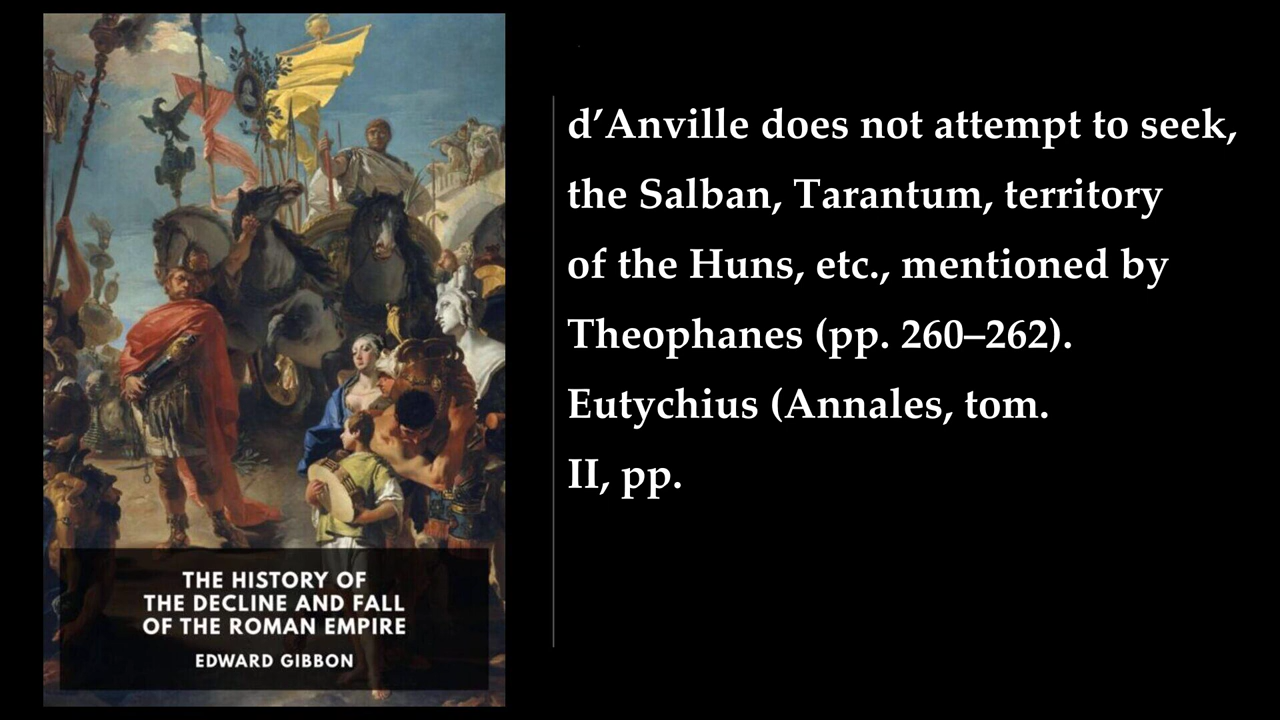 d’Anville does not attempt to seek,
the Salban, Tarantum, territory
of the Huns, etc., mentioned by
Theophanes (pp. 260–262).
Eutychius (Annales, tom.
II, pp.
THE HISTORY OF
THE DECLINE AND FALL
OF THE ROMAN EMPIRE
EDWARD GIBBON